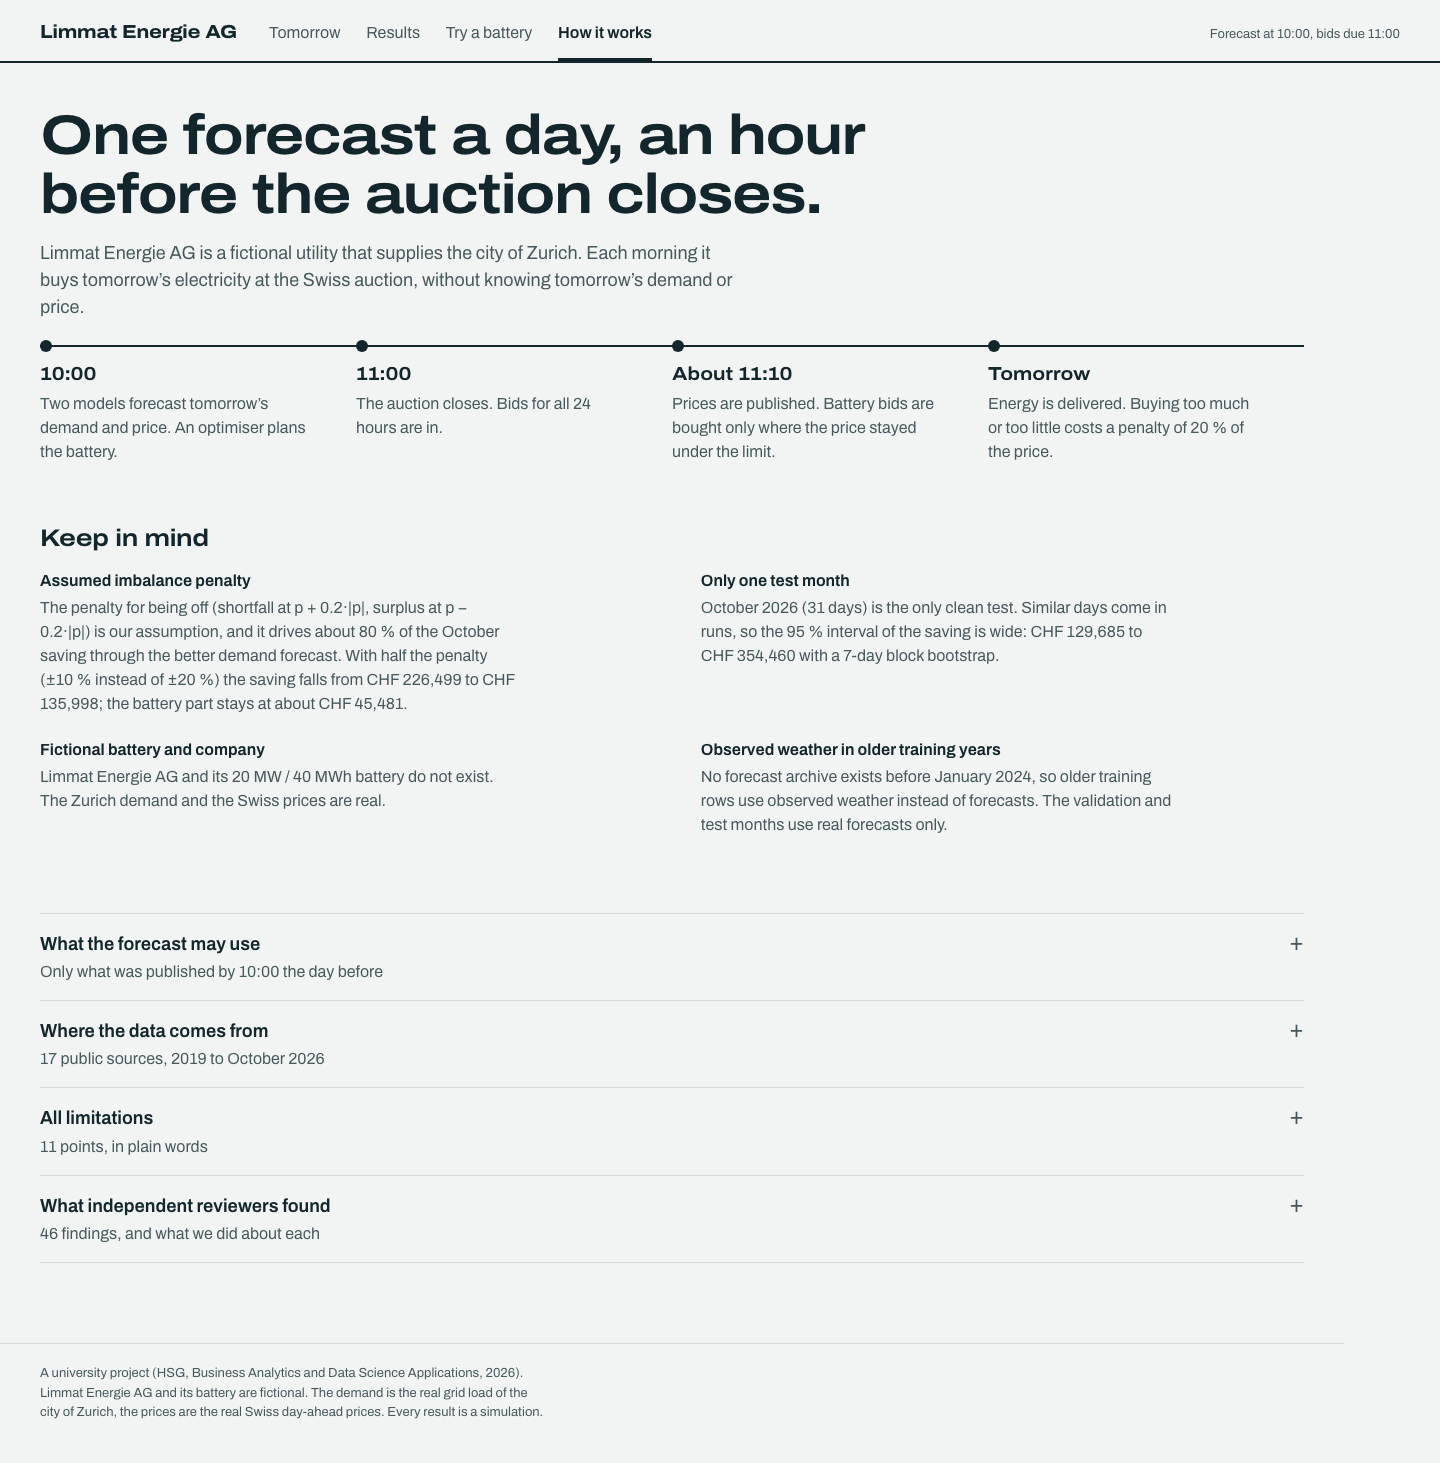 Limmat Energie AG
Tomorrow
Results
Try a battery
How it works
Forecast at 10:00, bids due 11:00
One forecast a day, an hour
before the auction closes.
Limmat Energie AG is a fictional utility that supplies the city of Zurich. Each morning it
buys tomorrow’s electricity at the Swiss auction, without knowing tomorrow’s demand or
price.
10:00
Two models forecast tomorrow’s
demand and price. An optimiser plans
the battery.
11:00
The auction closes. Bids for all 24
hours are in.
About 11:10
Prices are published. Battery bids are
bought only where the price stayed
under the limit.
Tomorrow
Energy is delivered. Buying too much
or too little costs a penalty of 20 % of
the price.
Keep in mind
Assumed imbalance penalty
The penalty for being off (shortfall at p + 0.2·|p|, surplus at p –
0.2·|p|) is our assumption, and it drives about 80 % of the October
saving through the better demand forecast. With half the penalty
(±10 % instead of ±20 %) the saving falls from CHF 226,499 to CHF
135,998; the battery part stays at about CHF 45,481.
Only one test month
October 2026 (31 days) is the only clean test. Similar days come in
runs, so the 95 % interval of the saving is wide: CHF 129,685 to
CHF 354,460 with a 7-day block bootstrap.
Fictional battery and company
Limmat Energie AG and its 20 MW / 40 MWh battery do not exist.
The Zurich demand and the Swiss prices are real.
Observed weather in older training years
No forecast archive exists before January 2024, so older training
rows use observed weather instead of forecasts. The validation and
test months use real forecasts only.
What the forecast may use
+
Only what was published by 10:00 the day before
Where the data comes from
+
17 public sources, 2019 to October 2026
All limitations
+
11 points, in plain words
What independent reviewers found
+
46 findings, and what we did about each
A university project (HSG, Business Analytics and Data Science Applications, 2026).
Limmat Energie AG and its battery are fictional. The demand is the real grid load of the
city of Zurich, the prices are the real Swiss day-ahead prices. Every result is a simulation.